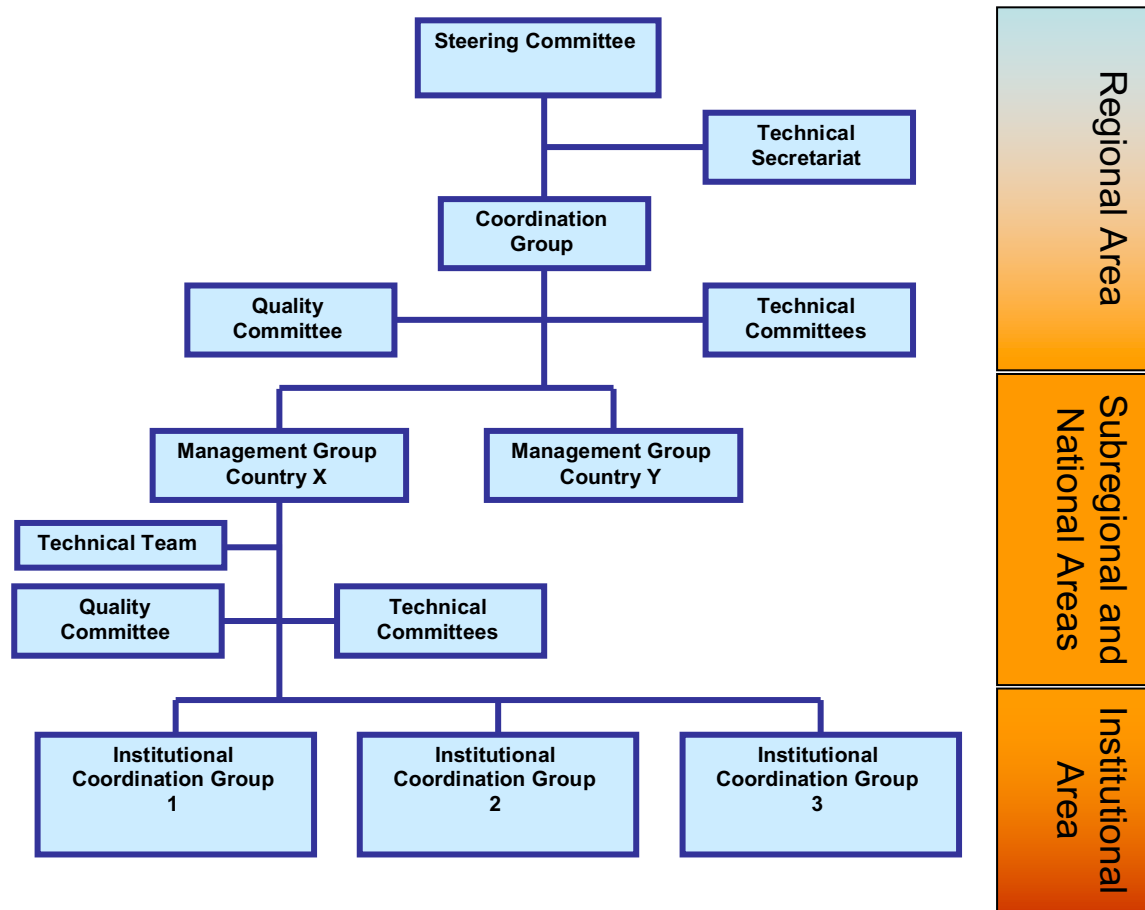 Steering Committee
Technical
Secretariat
Coordination
Group
Quality
Committee
Technical
Committees
Management Group
Country X
Management Group
Country Y
Technical Team
Quality
Committee
Technical
Committees
Institutional
Coordination Group
1
Institutional
Coordination Group
2
Institutional
Coordination Group
3
Regional Area
Subregional and
National Areas
Institutional
Area